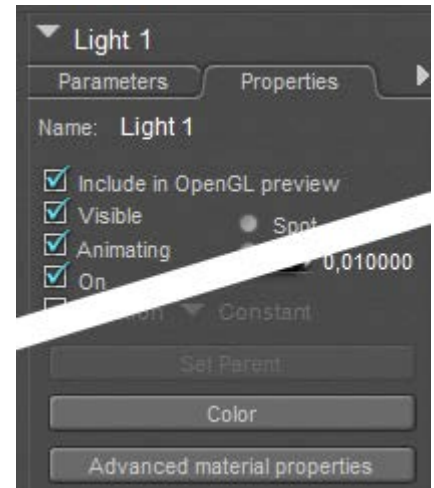 Light 1
Parameters Properties
Name: Light 1
Include in OpenGL preview
Visible
Spot
Animating
0,010000
On
Constant
Set Parent
Color
Advanced material properties